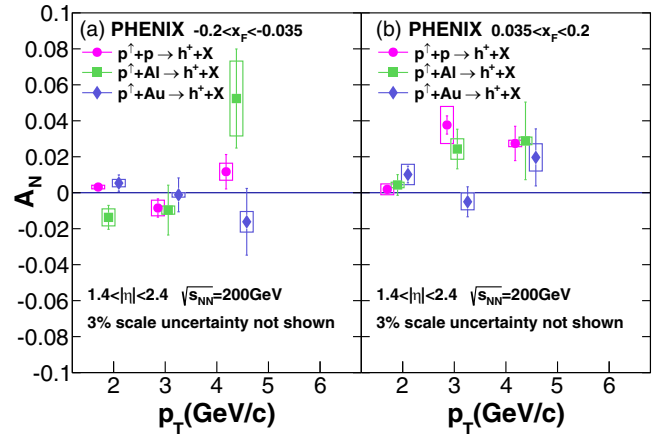 (a) PHENIX -0.2<x_F<-0.035
p↑+p→h⁺+X
p↑+Al→h⁺+X
p↑+Au→h⁺+X
(b) PHENIX 0.035<x_F<0.2
p↑+p→h⁺+X
p↑+Al→h⁺+X
p↑+Au→h⁺+X
A_N
0.1
0.08
0.06
0.04
0.02
0
-0.02
-0.04
-0.06
-0.08
-0.1
1.4<|η|<2.4 √s_NN=200GeV
3% scale uncertainty not shown
1.4<|η|<2.4 √s_NN=200GeV
3% scale uncertainty not shown
2 3 4 5 6
2 3 4 5 6
p_T(GeV/c)
p_T(GeV/c)